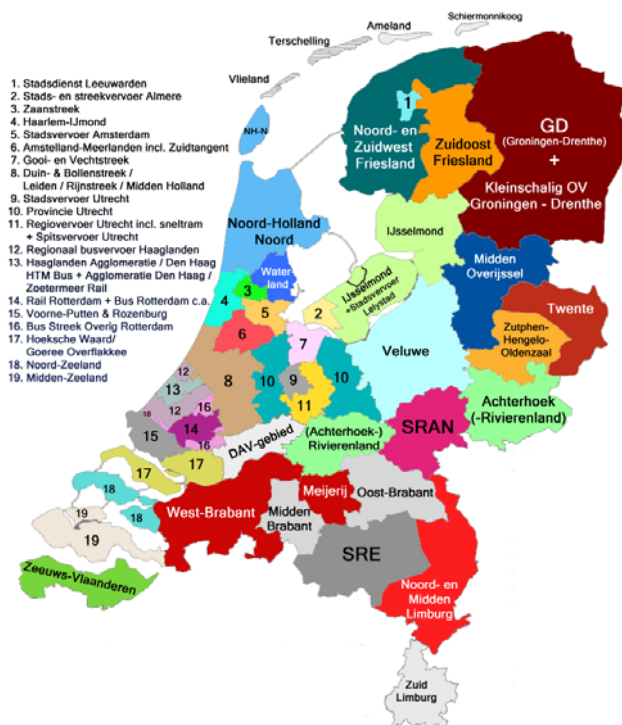 Schiermonnikoog
Ameland
Terschelling
Vlieland
1. Stadsdienst Leeuwarden
2. Stads- en streekvervoer Almere
3. Zaanstreek
4. Haarlem-IJmond
5. Stadsvervoer Amsterdam
6. Amstelland-Meerlanden incl. Zuidtangent
7. Gooi- en Vechtstreek
8. Duin- & Bollenstreek /
Leiden / Rijnstreek / Midden Holland
9. Stadsvervoer Utrecht
10. Provincie Utrecht
11. Regiovervoer Utrecht incl. sneltram
+ Spitsvervoer Utrecht
12. Regionaal busvervoer Haaglanden
13. Haaglanden Agglomeratie / Den Haag
HTM Bus + Agglomeratie Den Haag /
Zoetermeer Rail
14. Rail Rotterdam + Bus Rotterdam c.a.
15. Voorne-Putten & Rozenburg
16. Bus Streek Overig Rotterdam
17. Hoeksche Waard/
Goeree Overflakkee
18. Noord-Zeeland
19. Midden-Zeeland
1
Noord- en
Zuidwest
Friesland
Zuidoost
Friesland
GD
(Groningen-Drenthe)
+
Kleinschalig OV
Groningen - Drenthe
NH-N
Noord-Holland
Noord
Water-
land
IJsselmond
IJsselmond
+Stadsvervoer
Lelystad
Midden
Overijssel
Twente
Zutphen-
Hengelo-
Oldenzaal
3
4
5
2
6
7
Veluwe
8
10
9
10
11
12
13
12
16
16
14
16
15
DAV-gebied
(Achterhoek-)
Rivierenland
SRAN
Achterhoek
(-Rivierenland)
17
17
18
18
19
19
West-Brabant
Meijerij
Midden
Brabant
Oost-Brabant
SRE
Zeeuws-Vlaanderen
Noord- en
Midden
Limburg
Zuid
Limburg